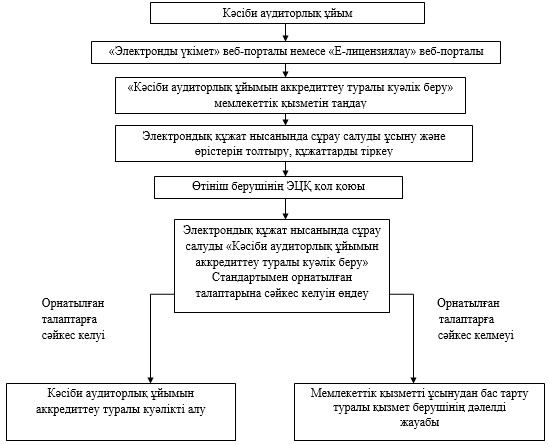 Кәсіби аудиторлық ұйым
«Электронды үкімет» веб-порталы немесе «Е-лицензиялау» веб-порталы
«Кәсіби аудиторлық ұйымын аккредиттеу туралы куәлік беру»
мемлекеттік қызметін таңдау
Электрондық құжат нысанында сұрау салуды ұсыну және
өрістерін толтыру, құжаттарды тіркеу
Өтініш берушінің ЭЦҚ қол қоюы
Электрондық құжат нысанында сұрау
салуды «Кәсіби аудиторлық ұйымын
аккредиттеу туралы куәлік беру»
Стандартымен орнатылған
талаптарына сәйкес келуін өңдеу
Орнатылған
талаптарға
сәйкес келуі
Орнатылған
талаптарға
сәйкес келмеуі
Кәсіби аудиторлық ұйымын
аккредиттеу туралы куәлікті алу
Мемлекеттік қызметті ұсынудан бас тарту
туралы қызмет берушінің дәлелді
жауабы